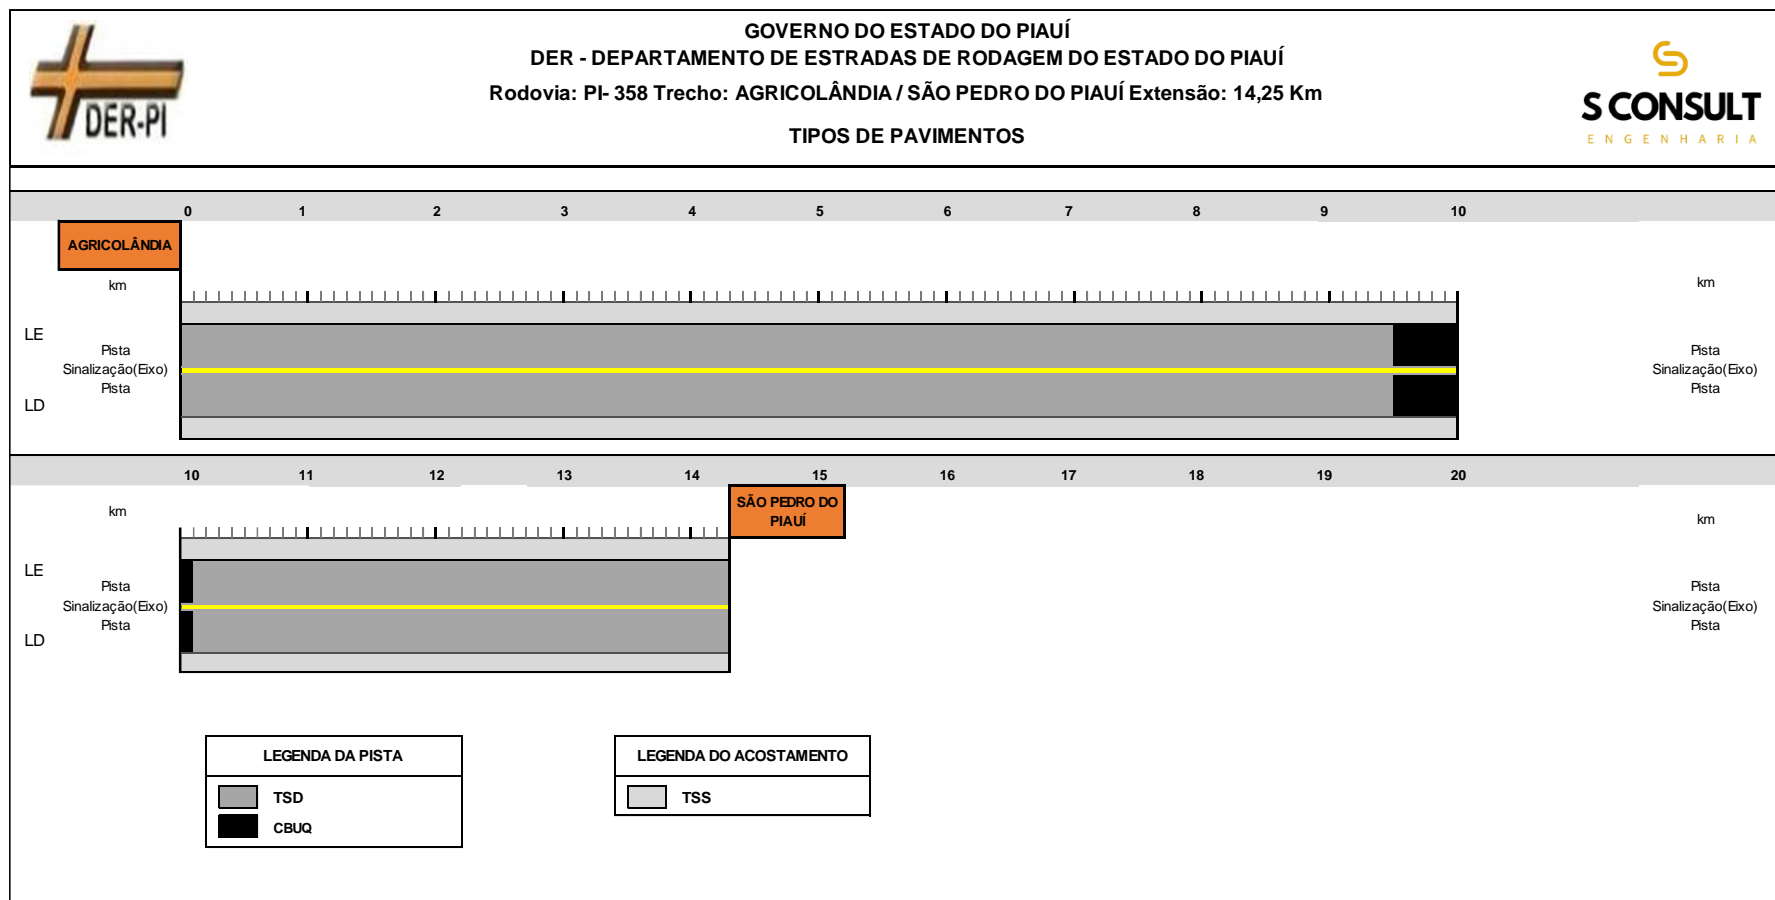 DER-PI
GOVERNO DO ESTADO DO PIAUÍ
DER - DEPARTAMENTO DE ESTRADAS DE RODAGEM DO ESTADO DO PIAUÍ
Rodovia: PI- 358 Trecho: AGRICOLÂNDIA / SÃO PEDRO DO PIAUÍ Extensão: 14,25 Km
TIPOS DE PAVIMENTOS
S CONSULT
ENGENHARIA
0 1 2 3 4 5 6 7 8 9 10
AGRICOLÂNDIA
km km
LE
Pista Pista
Sinalização(Eixo) Sinalização(Eixo)
Pista Pista
LD
10 11 12 13 14 15 16 17 18 19 20
SÃO PEDRO DO
PIAUÍ
km km
LE
Pista Pista
Sinalização(Eixo) Sinalização(Eixo)
Pista Pista
LD
LEGENDA DA PISTA
TSD
CBUQ
LEGENDA DO ACOSTAMENTO
TSS